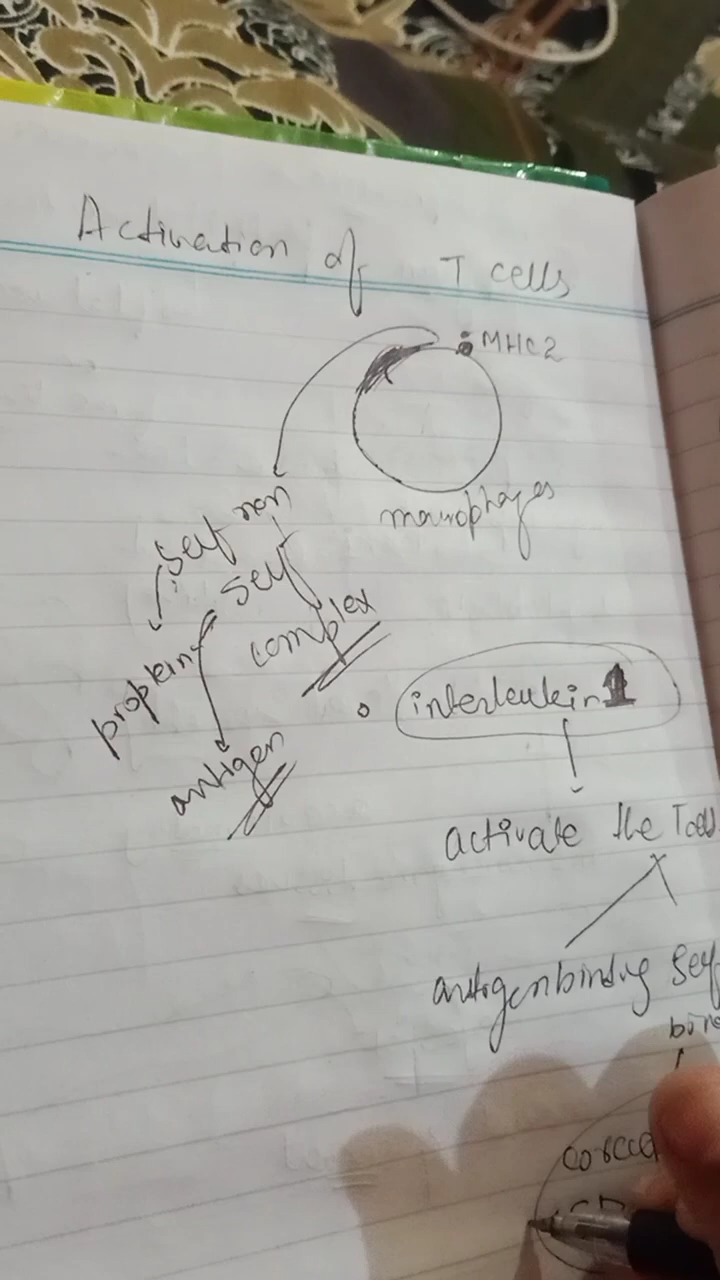 Activation of T cells
MHC2
macrophages
self non
self
complex
protein
antigen
interleukin 1
activate the T cell
antigen binding self